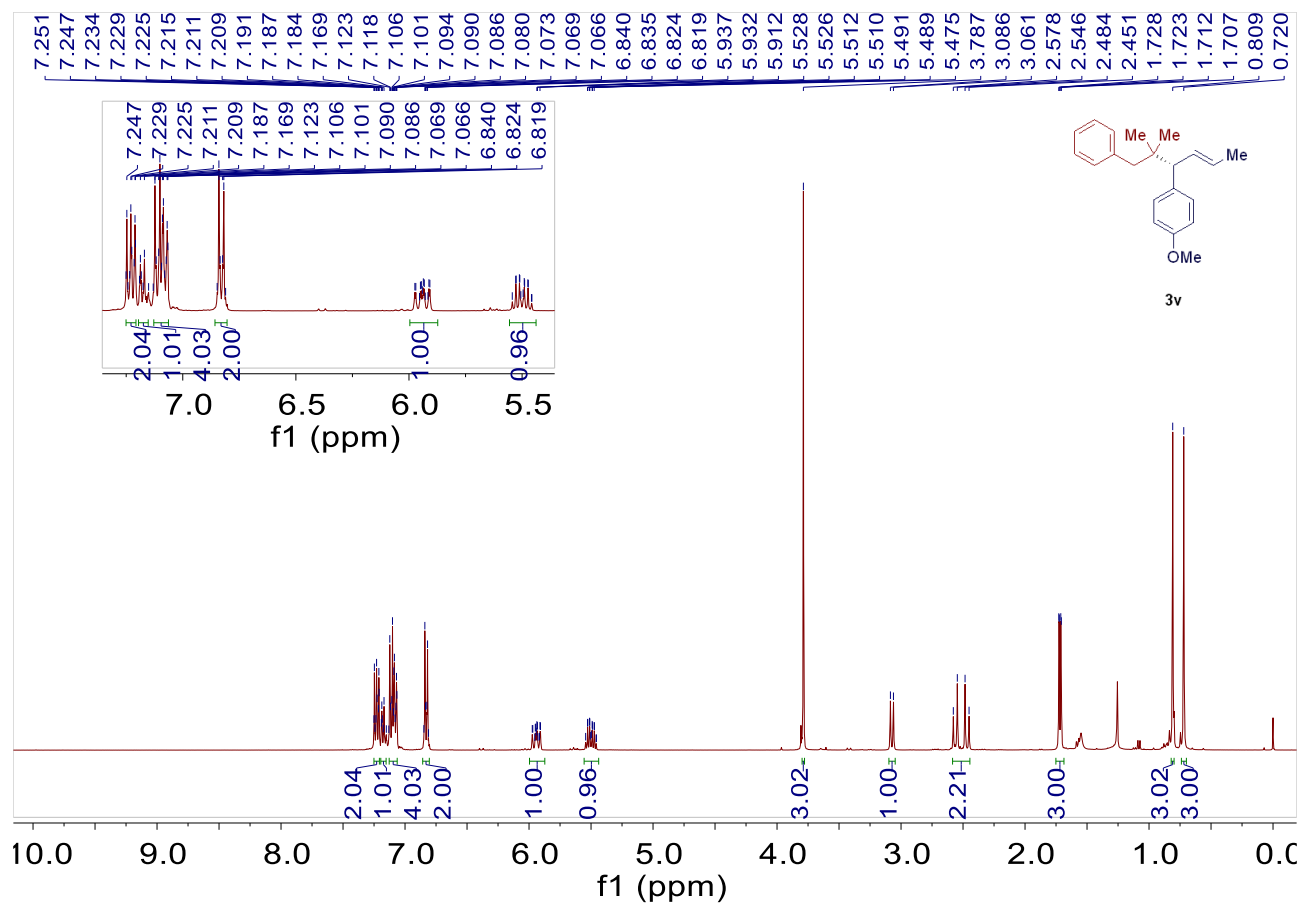 7.251 7.247 7.234 7.229 7.225 7.215 7.211 7.209 7.191 7.187 7.184 7.169 7.123 7.118 7.106 7.101 7.094 7.090 7.086 7.080 7.073 7.069 7.066 6.840 6.835 6.824 6.819 5.937 5.932 5.912 5.528 5.526 5.512 5.510 5.491 5.489 5.475 3.787 3.086 3.061 2.578 2.546 2.484 2.451 1.728 1.723 1.712 1.707 0.809 0.720
7.247 7.229 7.225 7.211 7.209 7.187 7.169 7.123 7.106 7.101 7.090 7.086 7.069 7.066 6.840 6.824 6.819
Me Me
Me
OMe
3v
2.04 1.01 4.03 2.00 1.00 0.96
7.0 6.5 6.0 5.5
f1 (ppm)
2.04 1.01 4.03 2.00 1.00 0.96 3.02 1.00 2.21 3.00 3.02 3.00
10.0 9.0 8.0 7.0 6.0 5.0 4.0 3.0 2.0 1.0 0.0
f1 (ppm)